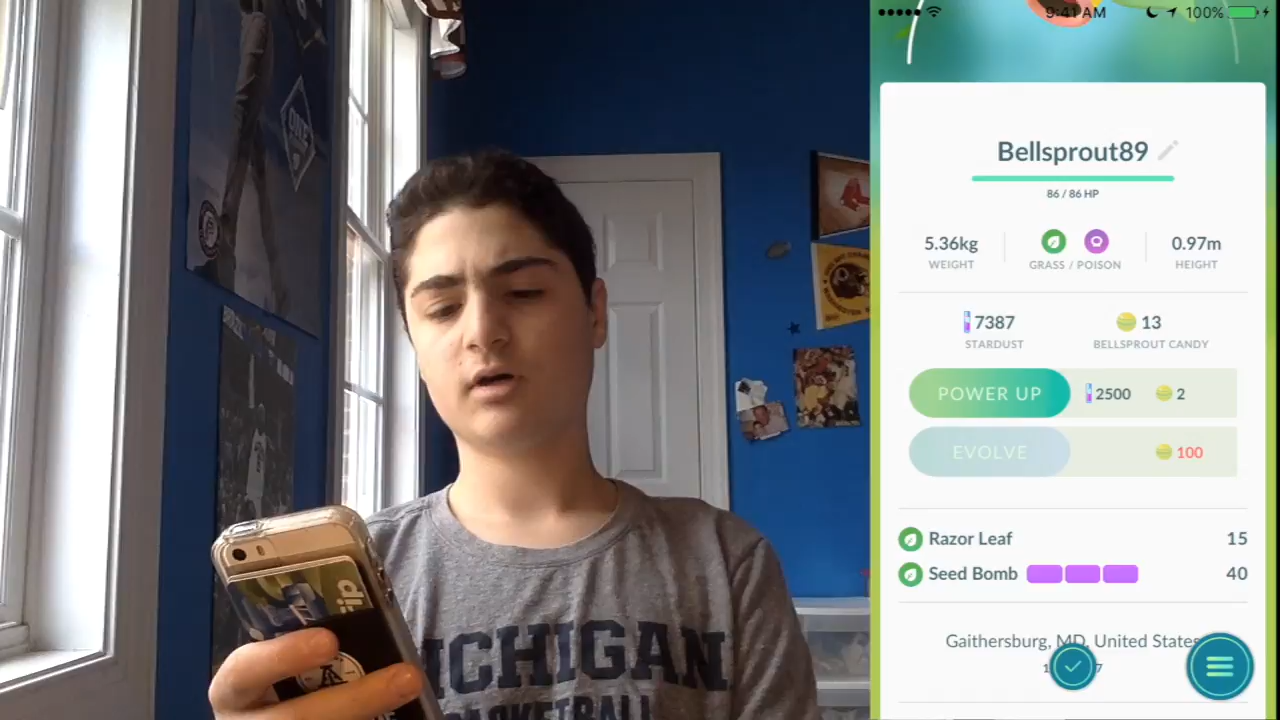 9:41 AM
100%
Bellsprout89
86 / 86 HP
5.36kg
WEIGHT
GRASS / POISON
0.97m
HEIGHT
7387
STARDUST
13
BELLSPROUT CANDY
POWER UP
2500
2
EVOLVE
100
Razor Leaf
15
Seed Bomb
40
Gaithersburg, MD, United States
ONE
MICHIGAN
BASKETBALL